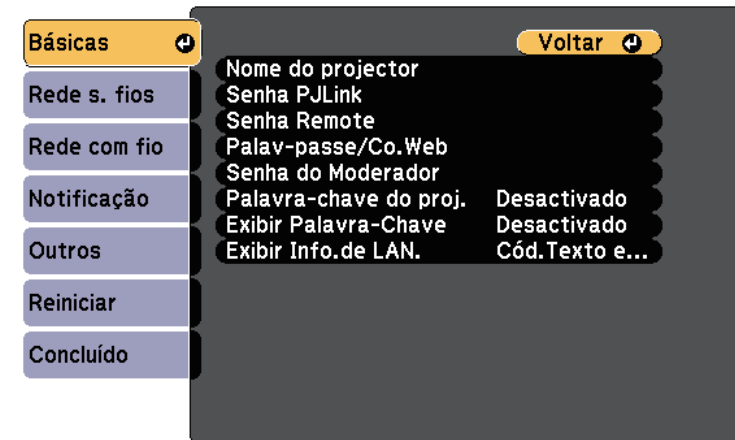 Básicas
Rede s. fios
Rede com fio
Notificação
Outros
Reiniciar
Concluído
Voltar
Nome do projector
Senha PJLink
Senha Remote
Palav-passe/Co.Web
Senha do Moderador
Palavra-chave do proj. Desactivado
Exibir Palavra-Chave Desactivado
Exibir Info.de LAN. Cód.Texto e...